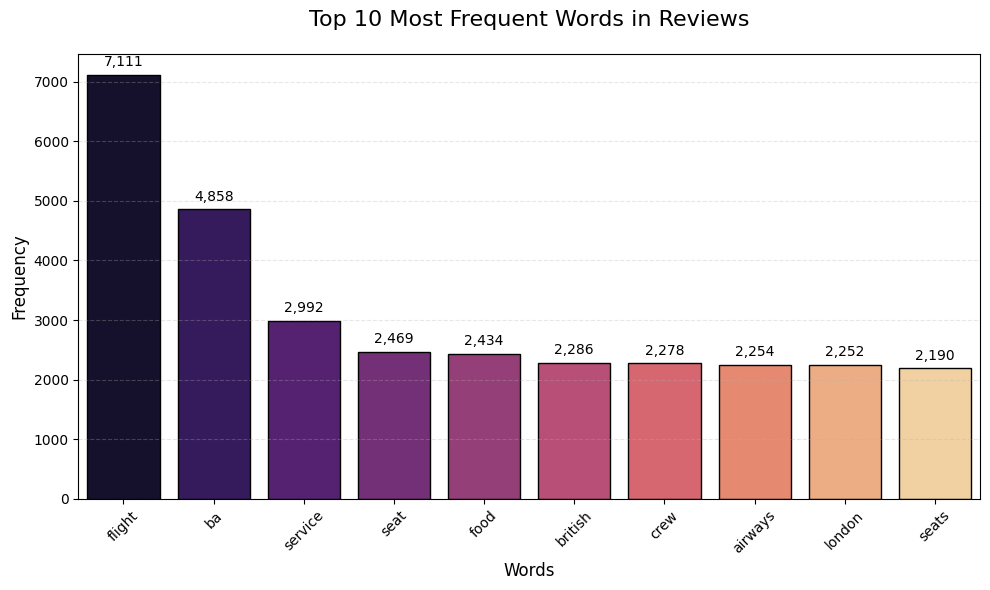 Top 10 Most Frequent Words in Reviews
Frequency
7000
6000
5000
4000
3000
2000
1000
0
7,111
4,858
2,992
2,469
2,434
2,286
2,278
2,254
2,252
2,190
flight
ba
service
seat
food
british
crew
airways
london
seats
Words